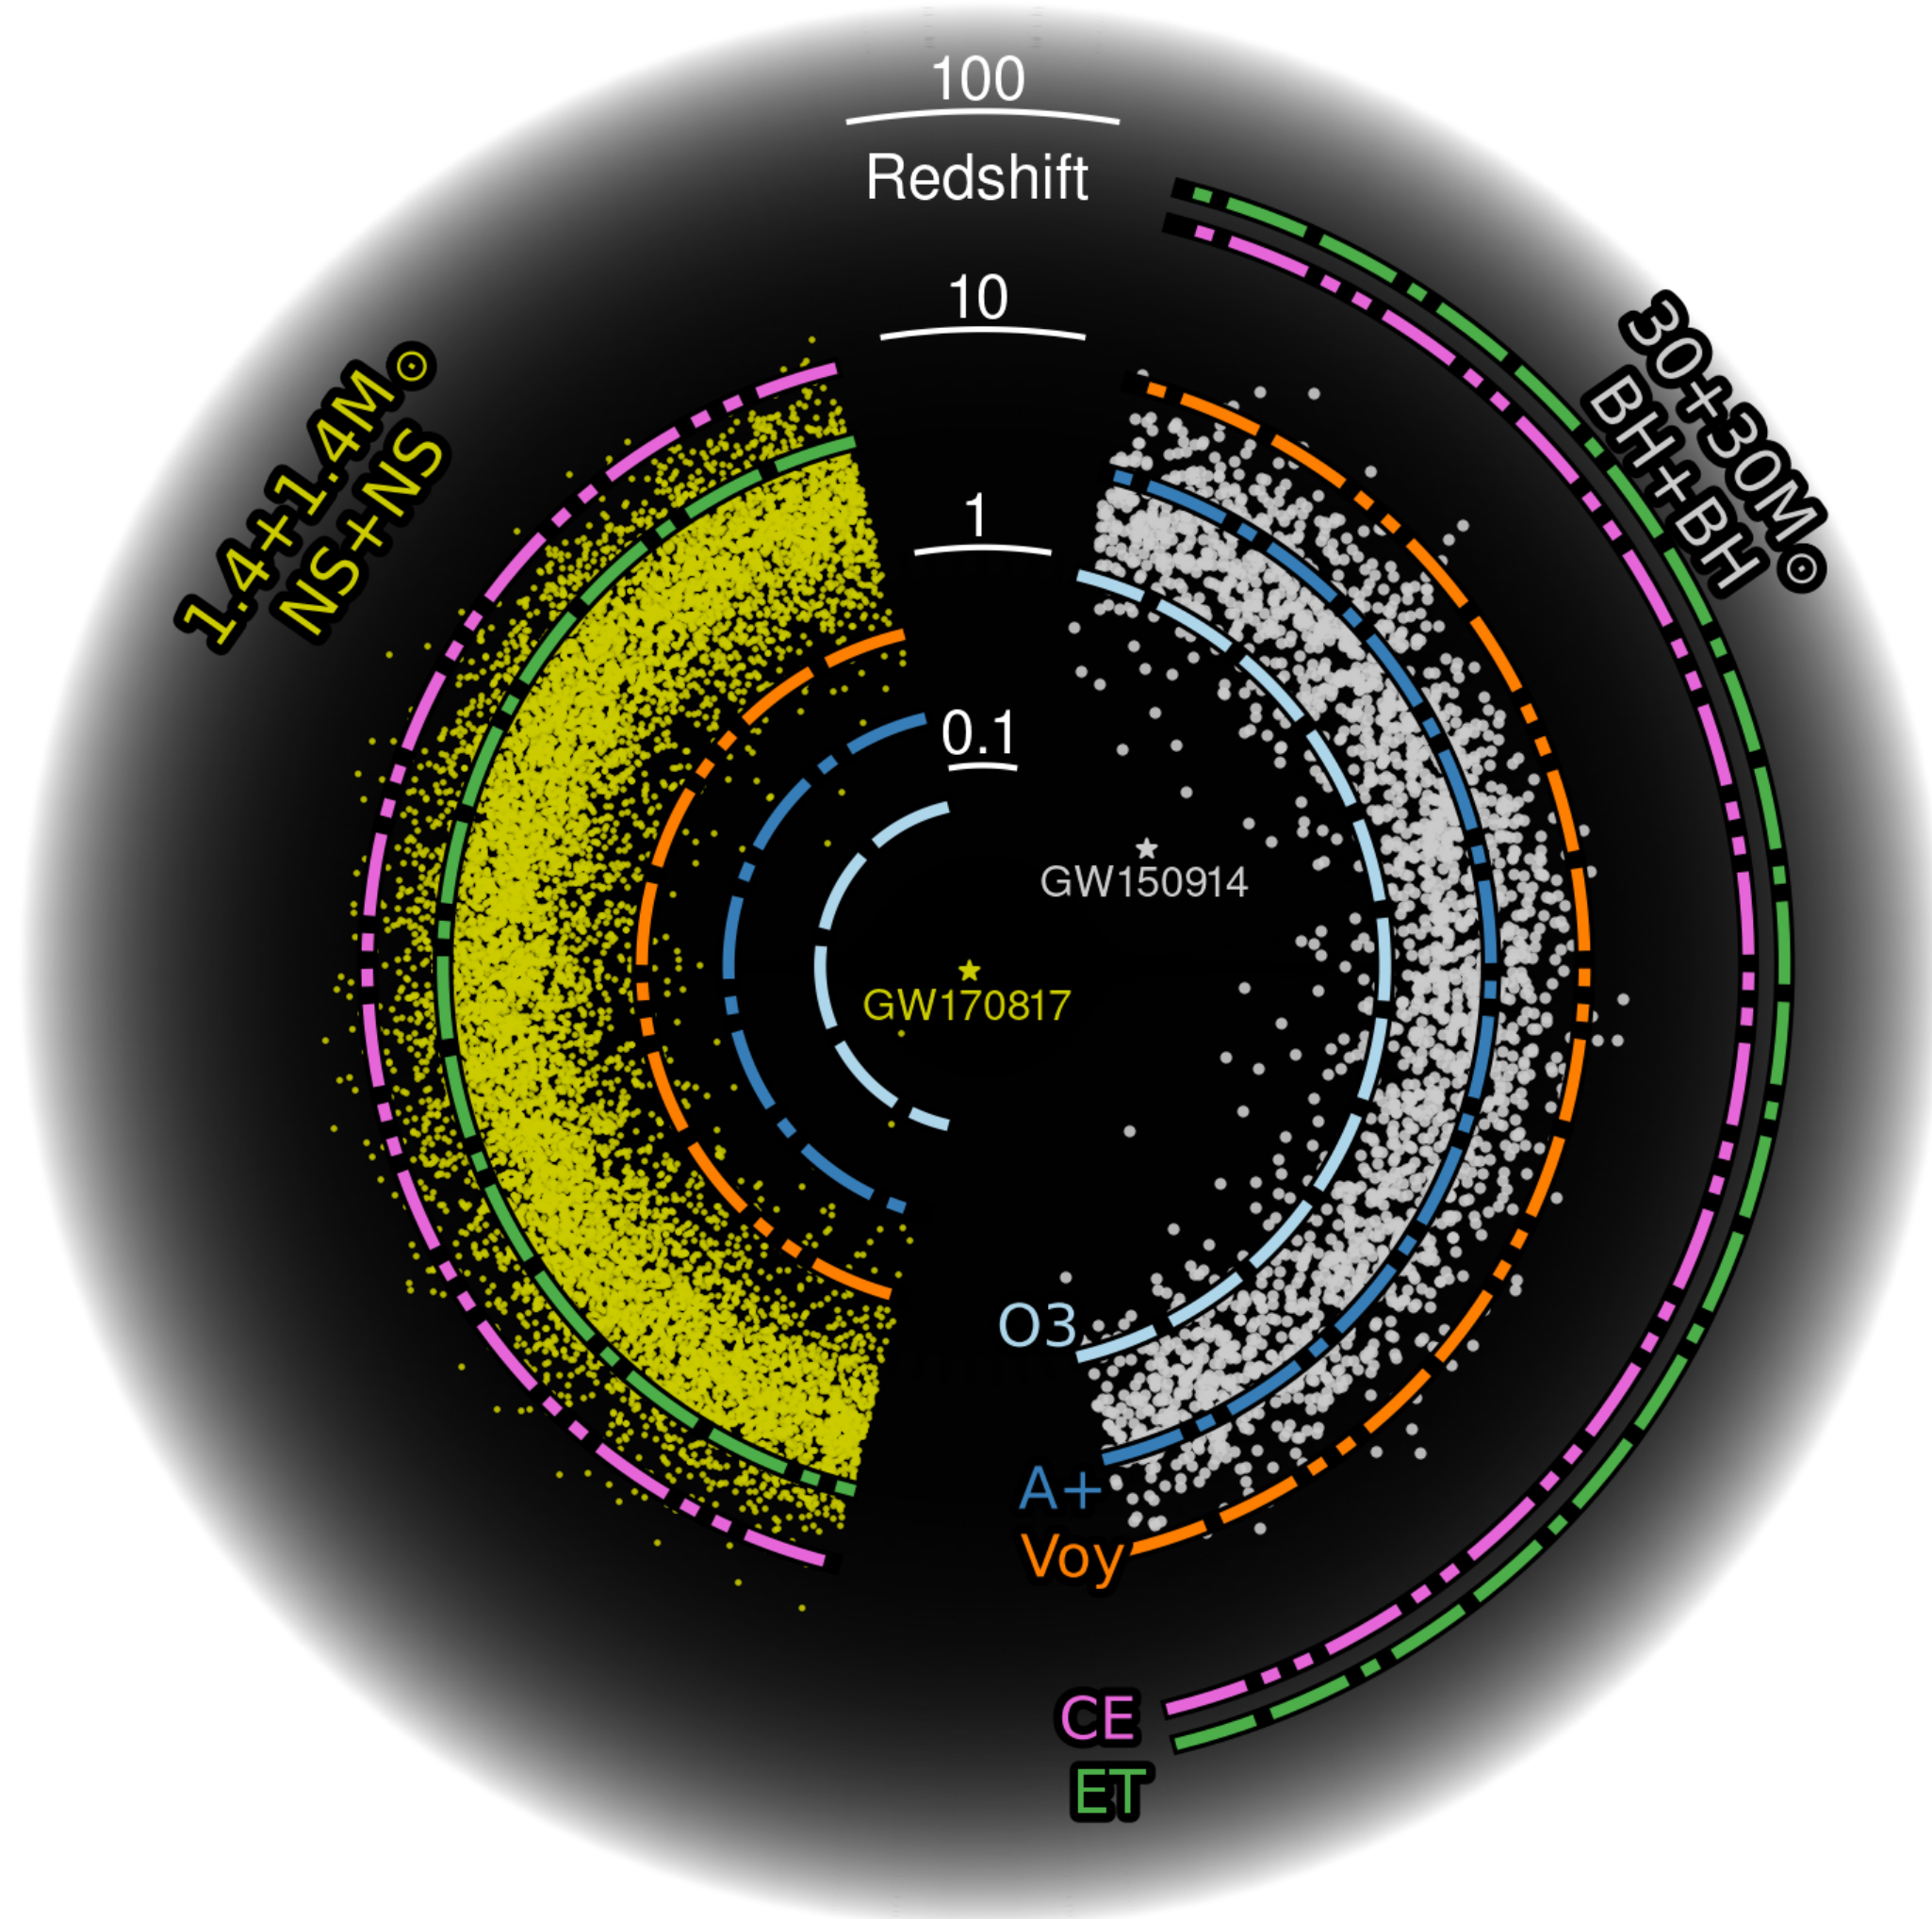 100
Redshift
10
1
0.1
1.4+1.4M☉
NS+NS
30+30M☉
BH+BH
GW150914
GW170817
O3
A+
Voy
CE
ET